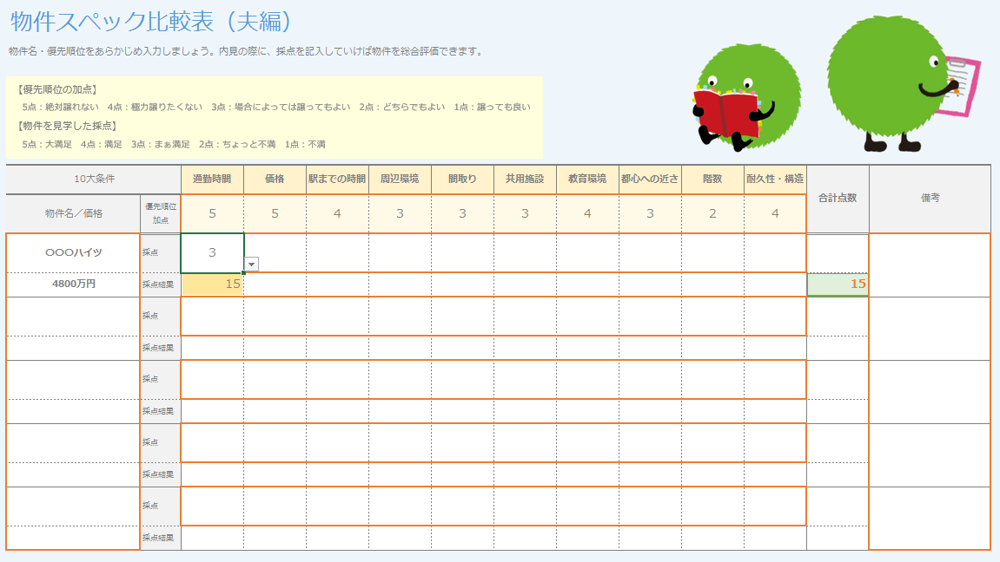 物件スペック比較表（夫編）
物件名・優先順位をあらかじめ入力しましょう。内見の際に、採点を記入していけば物件を総合評価できます。
【優先順位の加点】
5点：絶対譲れない　4点：極力譲りたくない　3点：場合によっては譲ってもよい　2点：どちらでもよい　1点：譲っても良い
【物件を見学した採点】
5点：大満足　4点：満足　3点：まぁ満足　2点：ちょっと不満　1点：不満
10大条件 通勤時間 価格 駅までの時間 周辺環境 間取り 共用施設 教育環境 都心への近さ 階数 耐久性・構造 合計点数 備考
物件名／価格 優先順位 加点 5 5 4 3 3 3 4 3 2 4
〇〇〇ハイツ 採点 3
4800万円 採点結果 15 15
採点
採点結果
採点
採点結果
採点
採点結果
採点
採点結果